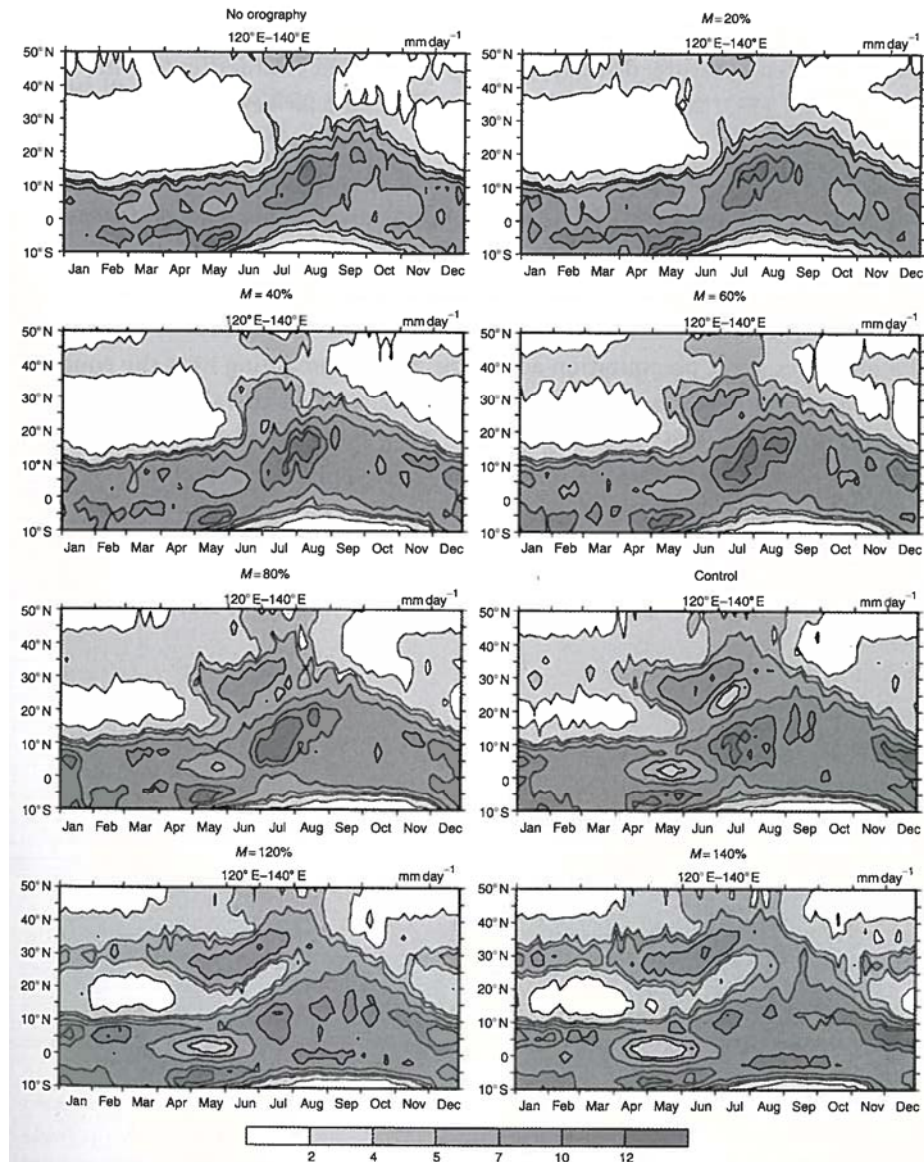 No orography
120°E–140°E mm day⁻¹
50°N
40°N
30°N
20°N
10°N
0
10°S
Jan Feb Mar Apr May Jun Jul Aug Sep Oct Nov Dec
M = 20%
120°E–140°E mm day⁻¹
50°N
40°N
30°N
20°N
10°N
0
10°S
Jan Feb Mar Apr May Jun Jul Aug Sep Oct Nov Dec
M = 40%
120°E–140°E mm day⁻¹
50°N
40°N
30°N
20°N
10°N
0
10°S
Jan Feb Mar Apr May Jun Jul Aug Sep Oct Nov Dec
M = 60%
120°E–140°E mm day⁻¹
50°N
40°N
30°N
20°N
10°N
0
10°S
Jan Feb Mar Apr May Jun Jul Aug Sep Oct Nov Dec
M = 80%
120°E–140°E mm day⁻¹
50°N
40°N
30°N
20°N
10°N
0
10°S
Jan Feb Mar Apr May Jun Jul Aug Sep Oct Nov Dec
Control
120°E–140°E mm day⁻¹
50°N
40°N
30°N
20°N
10°N
0
10°S
Jan Feb Mar Apr May Jun Jul Aug Sep Oct Nov Dec
M = 120%
120°E–140°E mm day⁻¹
50°N
40°N
30°N
20°N
10°N
0
10°S
Jan Feb Mar Apr May Jun Jul Aug Sep Oct Nov Dec
M = 140%
120°E–140°E mm day⁻¹
50°N
40°N
30°N
20°N
10°N
0
10°S
Jan Feb Mar Apr May Jun Jul Aug Sep Oct Nov Dec
2 4 5 7 10 12